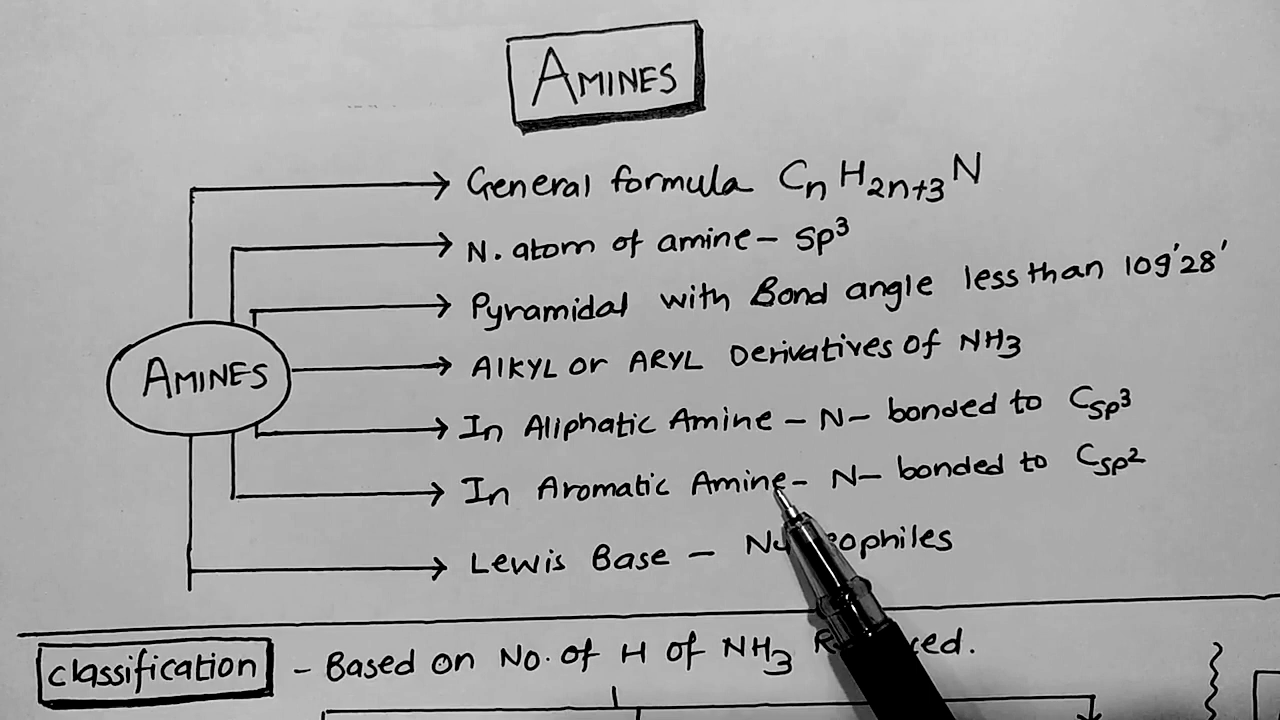 AMINES
General formula CnH2n+3N
N. atom of amine – sp3
Pyramidal with Bond angle less than 109'28'
AlKYL or ARYL Derivatives of NH3
AMINES
In Aliphatic Amine – N– bonded to Csp3
In Aromatic Amine– N– bonded to Csp2
Lewis Base –
classification – Based on No. of H of NH3